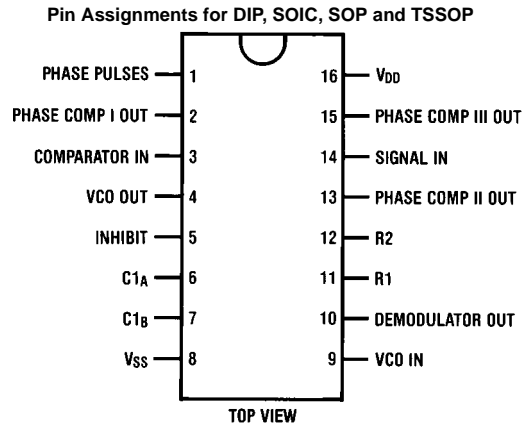 Pin Assignments for DIP, SOIC, SOP and TSSOP
PHASE PULSES 1 16 VDD
PHASE COMP I OUT 2 15 PHASE COMP III OUT
COMPARATOR IN 3 14 SIGNAL IN
VCO OUT 4 13 PHASE COMP II OUT
INHIBIT 5 12 R2
C1A 6 11 R1
C1B 7 10 DEMODULATOR OUT
VSS 8 9 VCO IN
TOP VIEW